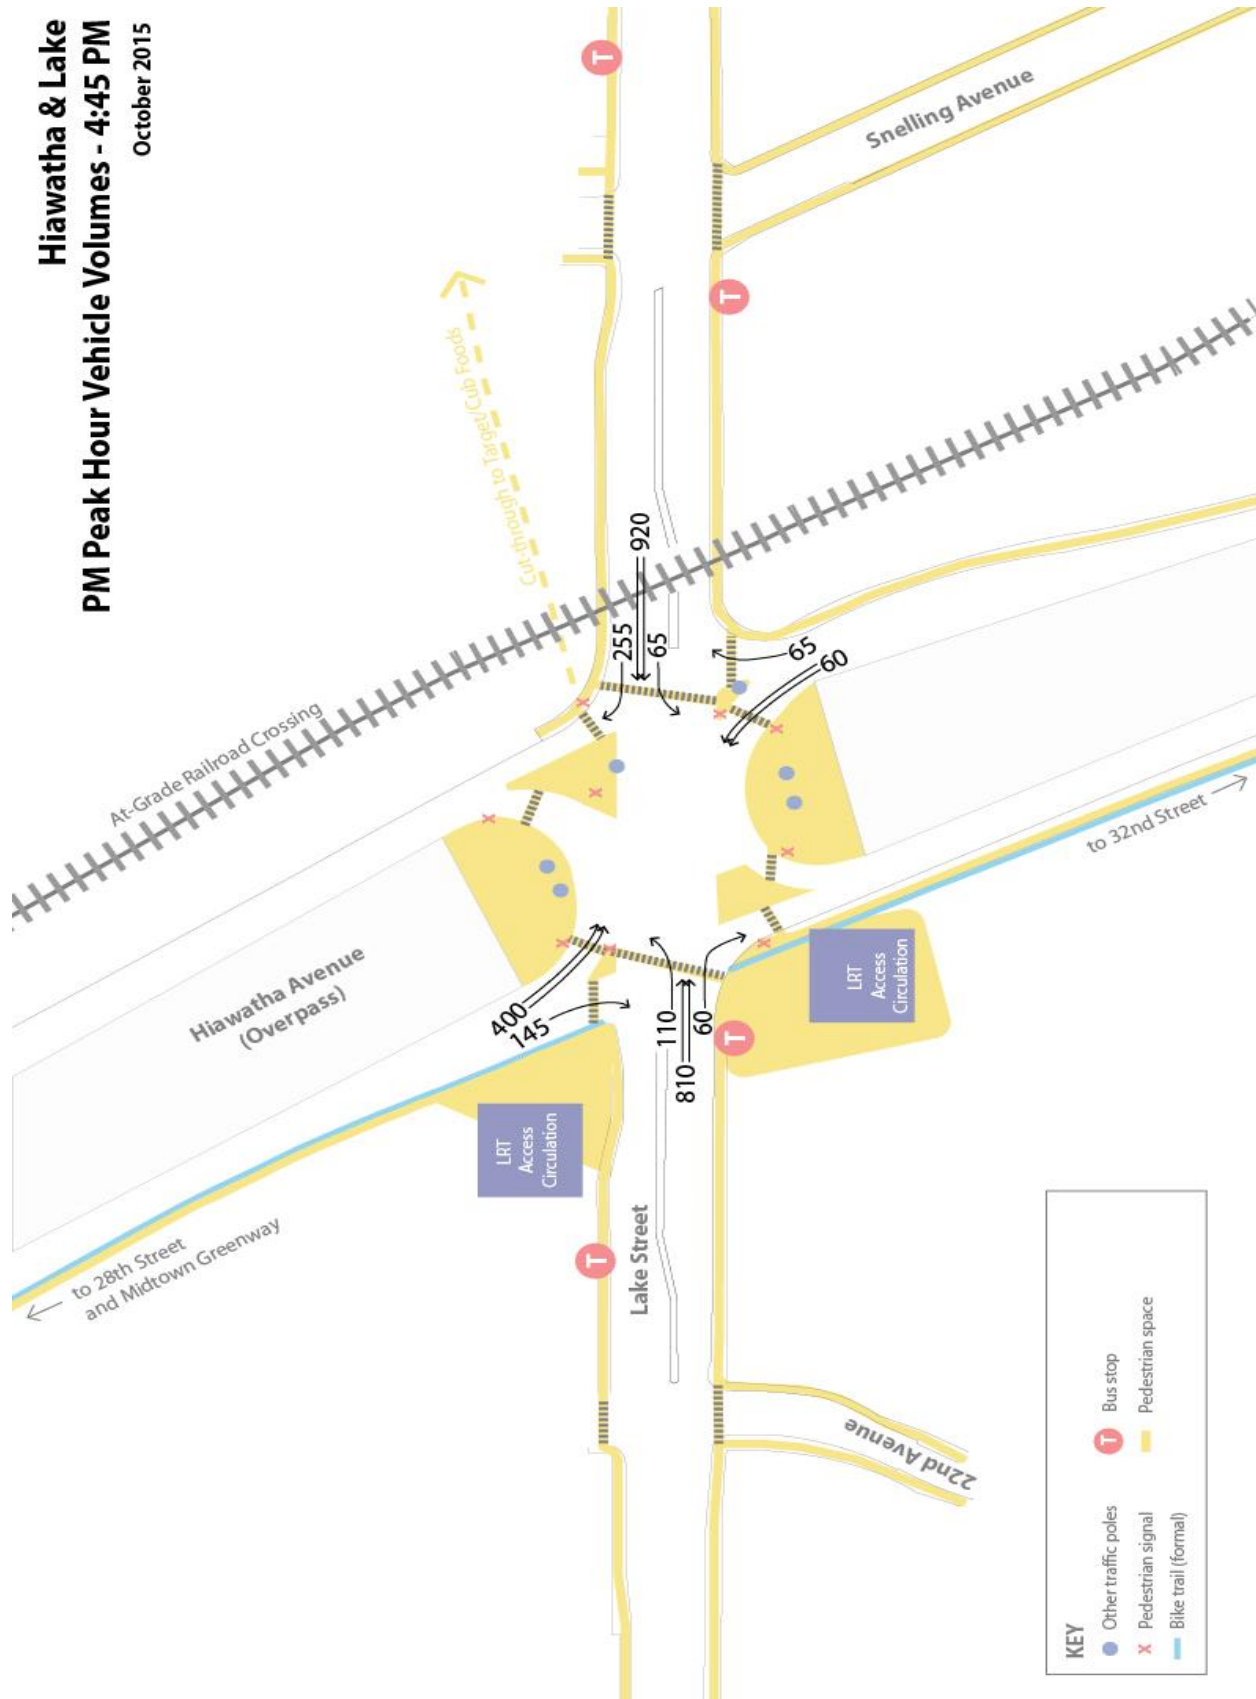 Hiawatha & Lake
PM Peak Hour Vehicle Volumes - 4:45 PM
October 2015
to 28th Street
and Midtown Greenway
Hiawatha Avenue
(Overpass)
At-Grade Railroad Crossing
Cut-through to Target/Cub Foods
LRT
Access
Circulation
T
T
Lake Street
400
145
110
810
60
255
920
65
65
60
T
T
LRT
Access
Circulation
22nd Avenue
to 32nd Street
Snelling Avenue
KEY
Other traffic poles
T
Bus stop
x
Pedestrian signal
Pedestrian space
Bike trail (formal)